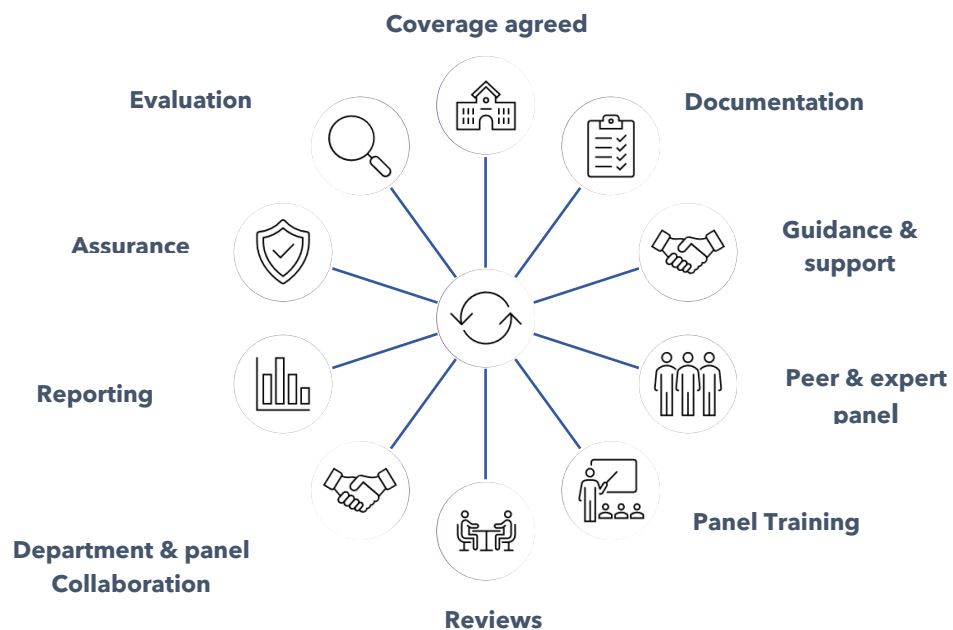 Coverage agreed
Documentation
Guidance &
support
Peer & expert
panel
Panel Training
Reviews
Department & panel
Collaboration
Reporting
Assurance
Evaluation